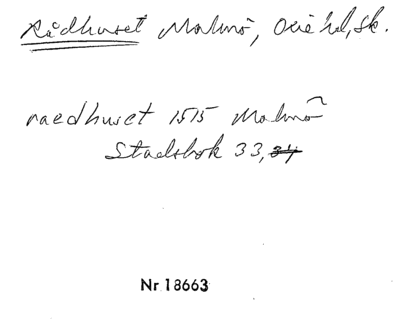 Rådhuset Malmö, Oxie hd, Sk.
raedhuset 1515 Malmö
Stadsbok 33, 34
Nr 18663